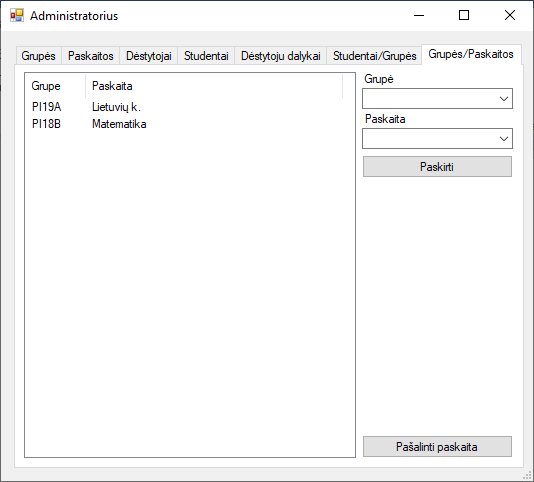 Administratorius
Grupės Paskaitos Dėstytojai Studentai Dėstytoju dalykai Studentai/Grupės Grupės/Paskaitos
Grupe Paskaita
PI19A Lietuvių k.
PI18B Matematika
Grupė
Paskaita
Paskirti
Pašalinti paskaita